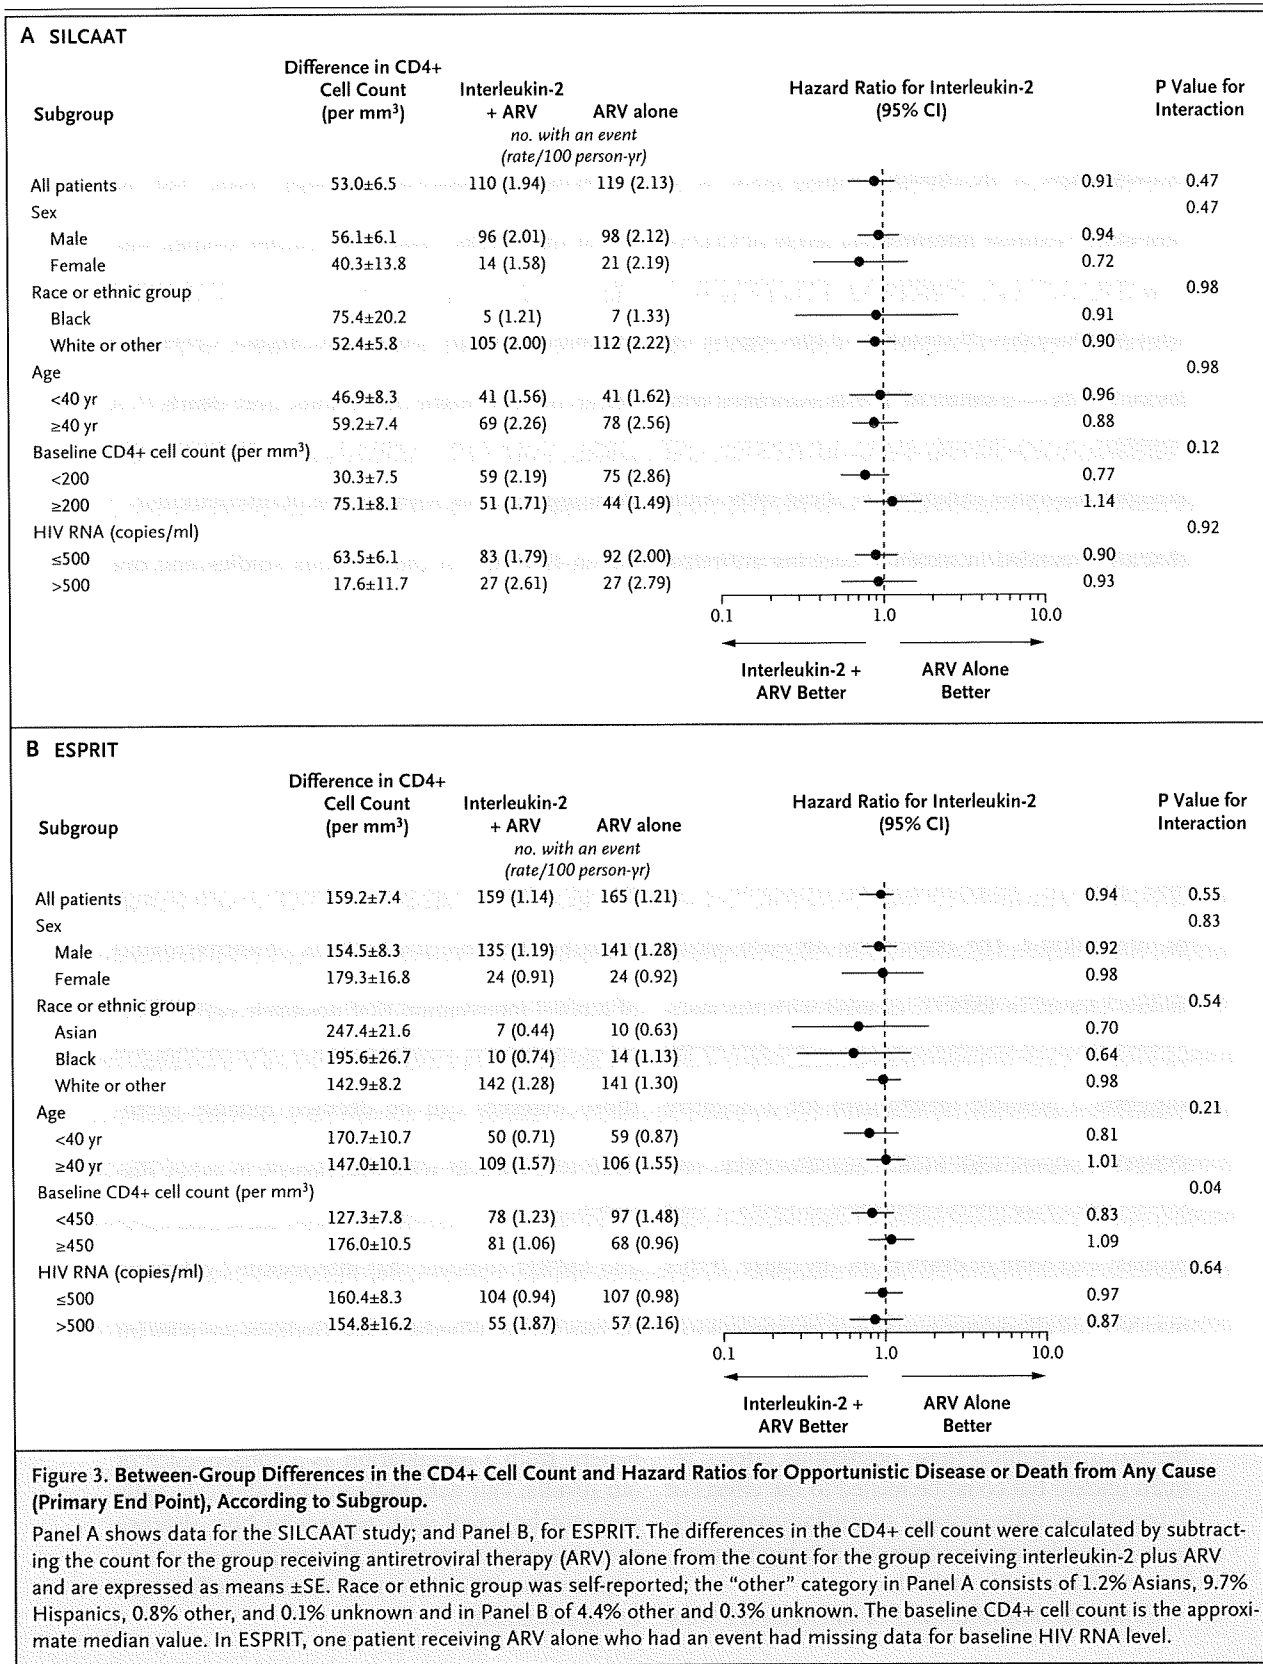 A SILCAAT
Subgroup Difference in CD4+ Cell Count (per mm³) Interleukin-2 + ARV ARV alone Hazard Ratio for Interleukin-2 (95% CI) P Value for Interaction
no. with an event
(rate/100 person-yr)
All patients 53.0±6.5 110 (1.94) 119 (2.13) 0.91 0.47
Sex 0.47
Male 56.1±6.1 96 (2.01) 98 (2.12) 0.94
Female 40.3±13.8 14 (1.58) 21 (2.19) 0.72
Race or ethnic group 0.98
Black 75.4±20.2 5 (1.21) 7 (1.33) 0.91
White or other 52.4±5.8 105 (2.00) 112 (2.22) 0.90
Age 0.98
<40 yr 46.9±8.3 41 (1.56) 41 (1.62) 0.96
≥40 yr 59.2±7.4 69 (2.26) 78 (2.56) 0.88
Baseline CD4+ cell count (per mm³) 0.12
<200 30.3±7.5 59 (2.19) 75 (2.86) 0.77
≥200 75.1±8.1 51 (1.71) 44 (1.49) 1.14
HIV RNA (copies/ml) 0.92
≤500 63.5±6.1 83 (1.79) 92 (2.00) 0.90
>500 17.6±11.7 27 (2.61) 27 (2.79) 0.93
0.1 1.0 10.0
Interleukin-2 + ARV Better ARV Alone Better
B ESPRIT
Subgroup Difference in CD4+ Cell Count (per mm³) Interleukin-2 + ARV ARV alone Hazard Ratio for Interleukin-2 (95% CI) P Value for Interaction
no. with an event
(rate/100 person-yr)
All patients 159.2±7.4 159 (1.14) 165 (1.21) 0.94 0.55
Sex 0.83
Male 154.5±8.3 135 (1.19) 141 (1.28) 0.92
Female 179.3±16.8 24 (0.91) 24 (0.92) 0.98
Race or ethnic group 0.54
Asian 247.4±21.6 7 (0.44) 10 (0.63) 0.70
Black 195.6±26.7 10 (0.74) 14 (1.13) 0.64
White or other 142.9±8.2 142 (1.28) 141 (1.30) 0.98
Age 0.21
<40 yr 170.7±10.7 50 (0.71) 59 (0.87) 0.81
≥40 yr 147.0±10.1 109 (1.57) 106 (1.55) 1.01
Baseline CD4+ cell count (per mm³) 0.04
<450 127.3±7.8 78 (1.23) 97 (1.48) 0.83
≥450 176.0±10.5 81 (1.06) 68 (0.96) 1.09
HIV RNA (copies/ml) 0.64
≤500 160.4±8.3 104 (0.94) 107 (0.98) 0.97
>500 154.8±16.2 55 (1.87) 57 (2.16) 0.87
0.1 1.0 10.0
Interleukin-2 + ARV Better ARV Alone Better
Figure 3. Between-Group Differences in the CD4+ Cell Count and Hazard Ratios for Opportunistic Disease or Death from Any Cause
(Primary End Point), According to Subgroup.
Panel A shows data for the SILCAAT study; and Panel B, for ESPRIT. The differences in the CD4+ cell count were calculated by subtract-
ing the count for the group receiving antiretroviral therapy (ARV) alone from the count for the group receiving interleukin-2 plus ARV
and are expressed as means ±SE. Race or ethnic group was self-reported; the "other" category in Panel A consists of 1.2% Asians, 9.7%
Hispanics, 0.8% other, and 0.1% unknown and in Panel B of 4.4% other and 0.3% unknown. The baseline CD4+ cell count is the approxi-
mate median value. In ESPRIT, one patient receiving ARV alone who had an event had missing data for baseline HIV RNA level.